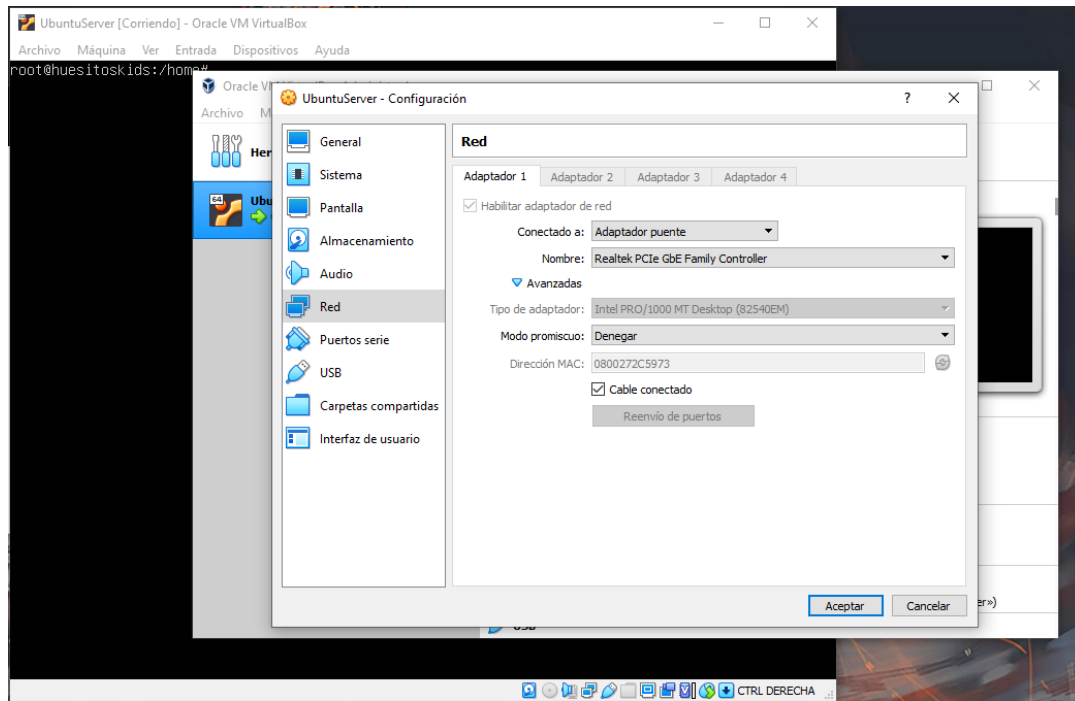 UbuntuServer [Corriendo] - Oracle VM VirtualBox
Archivo Máquina Ver Entrada Dispositivos Ayuda
root@huesitoskids:/home#
Oracle
Archivo
UbuntuServer - Configuración
?
General
Sistema
Pantalla
Almacenamiento
Audio
Red
Puertos serie
USB
Carpetas compartidas
Interfaz de usuario
Red
Adaptador 1 Adaptador 2 Adaptador 3 Adaptador 4
Habilitar adaptador de red
Conectado a: Adaptador puente
Nombre: Realtek PCIe GbE Family Controller
Avanzadas
Tipo de adaptador: Intel PRO/1000 MT Desktop (82540EM)
Modo promiscuo: Denegar
Dirección MAC: 0800272C5973
Cable conectado
Reenvío de puertos
Aceptar Cancelar
64
CTRL DERECHA